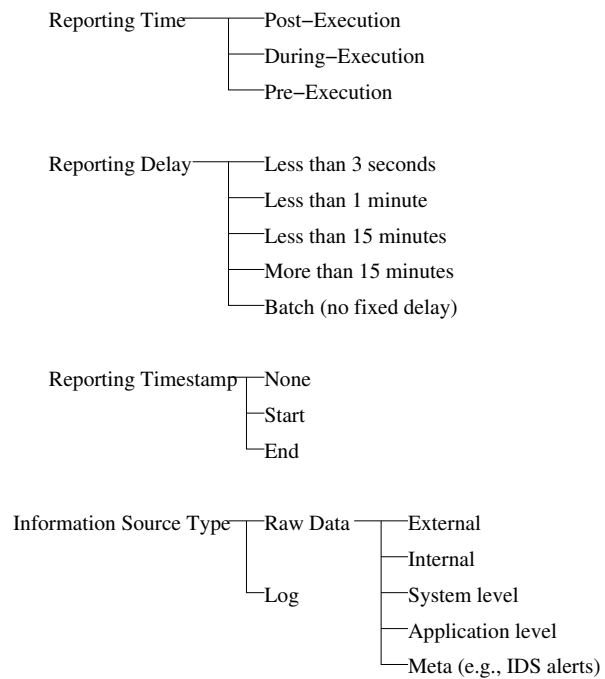 Reporting Time Post−Execution
During−Execution
Pre−Execution
Reporting Delay Less than 3 seconds
Less than 1 minute
Less than 15 minutes
More than 15 minutes
Batch (no fixed delay)
Reporting Timestamp None
Start
End
Information Source Type Raw Data External
Internal
Log System level
Application level
Meta (e.g., IDS alerts)